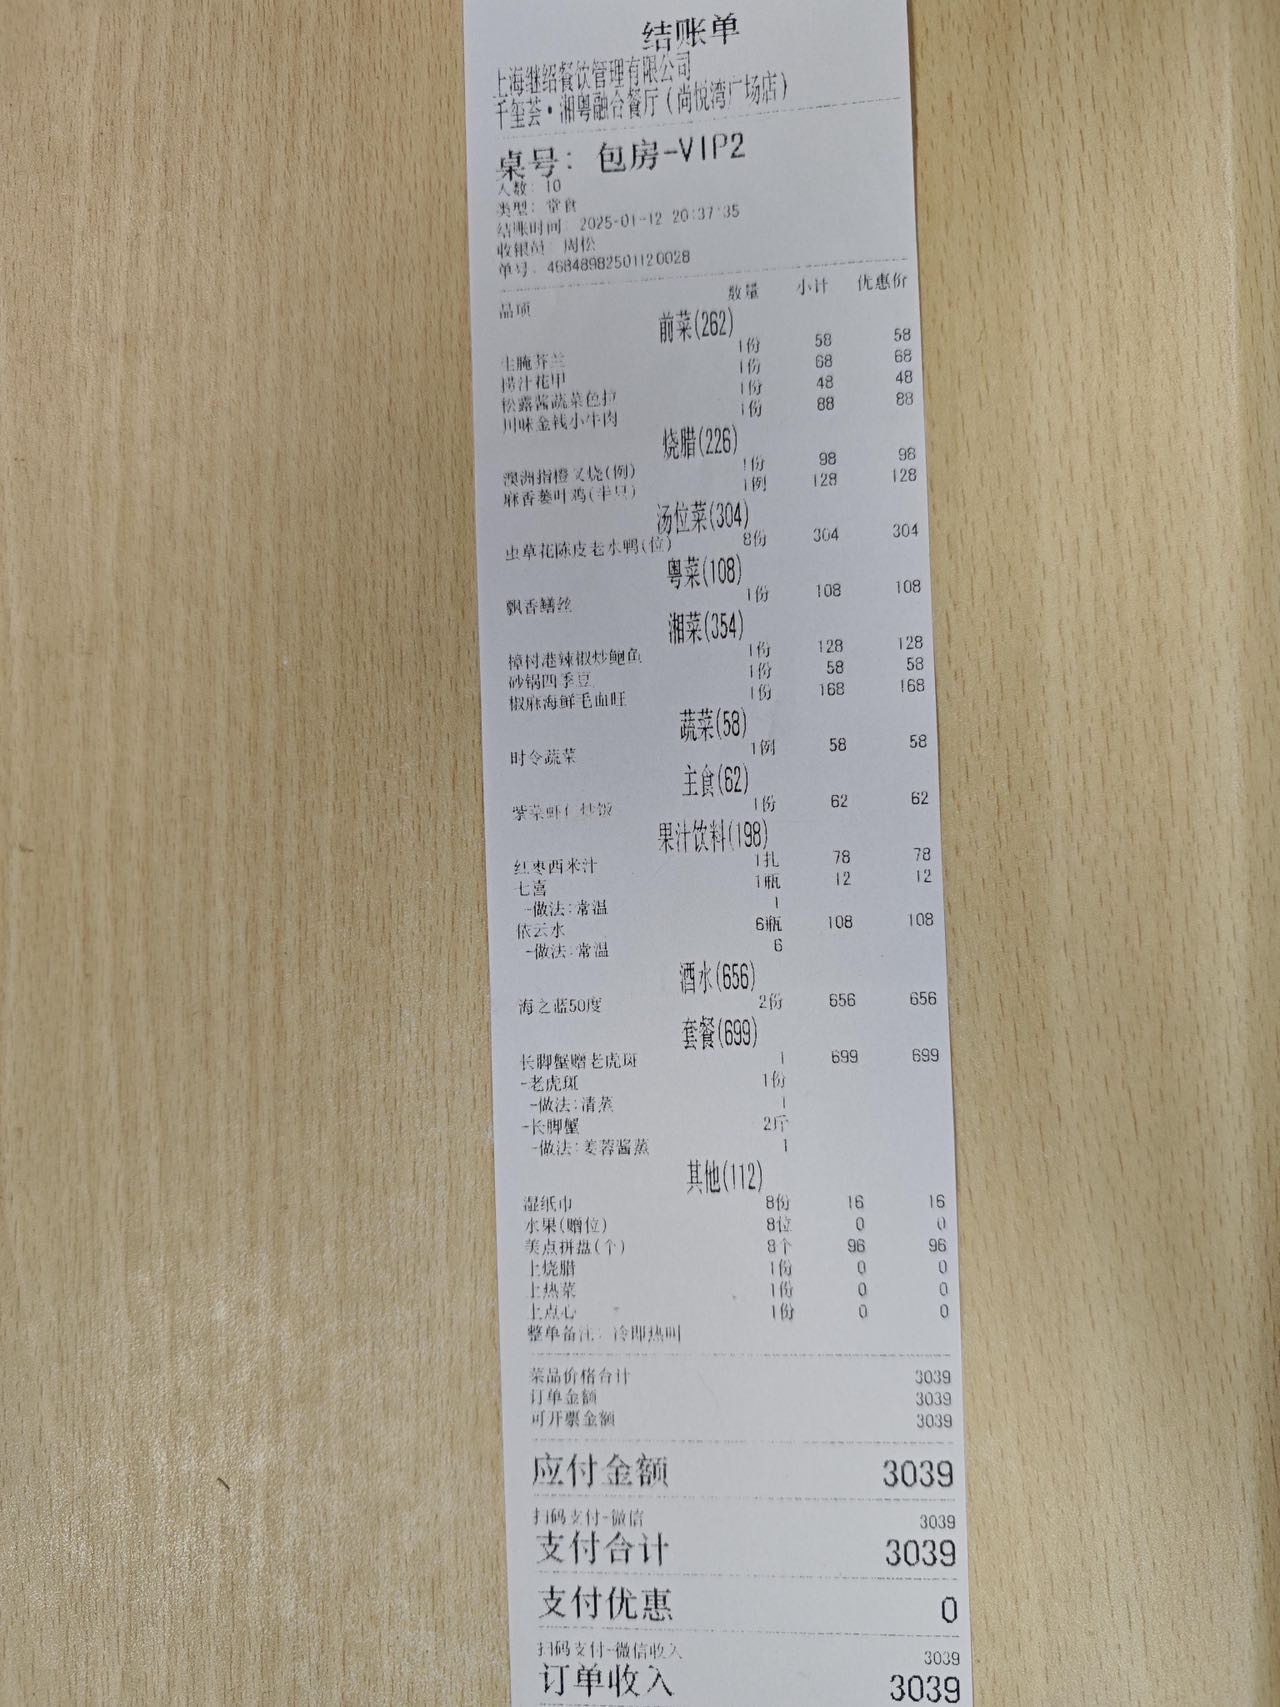 结账单
上海继绍餐饮管理有限公司
千玺荟·湘粤融合餐厅(尚悦湾广场店)
桌号: 包房-VIP2
人数: 10
类型: 堂食
结账时间: 2025-01-12 20:37:35
收银员: 周松
单号: 46848982501120028
品项 数量 小计 优惠价
前菜(262)
生腌芥兰 1份 58 58
捞汁花甲 1份 68 68
松露酱蔬菜色拉 1份 48 48
川味金钱小牛肉 1份 88 88
烧腊(226)
澳洲指橙叉烧(例) 1份 98 98
麻香蒌叶鸡(半只) 1例 128 128
汤位菜(304)
虫草花陈皮老水鸭(位) 8份 304 304
粤菜(108)
飘香鳝丝 1份 108 108
湘菜(354)
樟树港辣椒炒鲍鱼 1份 128 128
砂锅四季豆 1份 58 58
椒麻海鲜毛血旺 1份 168 168
蔬菜(58)
时令蔬菜 1例 58 58
主食(62)
紫菜虾仁炒饭 1份 62 62
果汁饮料(198)
红枣西米汁 1扎 78 78
七喜 1瓶 12 12
-做法:常温 1
依云水 6瓶 108 108
-做法:常温 6
酒水(656)
海之蓝50度 2份 656 656
套餐(699)
长脚蟹赠老虎斑 1 699 699
-老虎斑 1份
-做法:清蒸 1
-长脚蟹 2斤
-做法:姜蓉酱蒸 1
其他(112)
湿纸巾 8份 16 16
水果(赠位) 8位 0 0
美点拼盘(个) 8个 96 96
上烧腊 1份 0 0
上热菜 1份 0 0
上点心 1份 0 0
整单备注: 冷即热叫
菜品价格合计 3039
订单金额 3039
可开票金额 3039
应付金额 3039
扫码支付-微信 3039
支付合计 3039
支付优惠 0
扫码支付-微信收入 3039
订单收入 3039